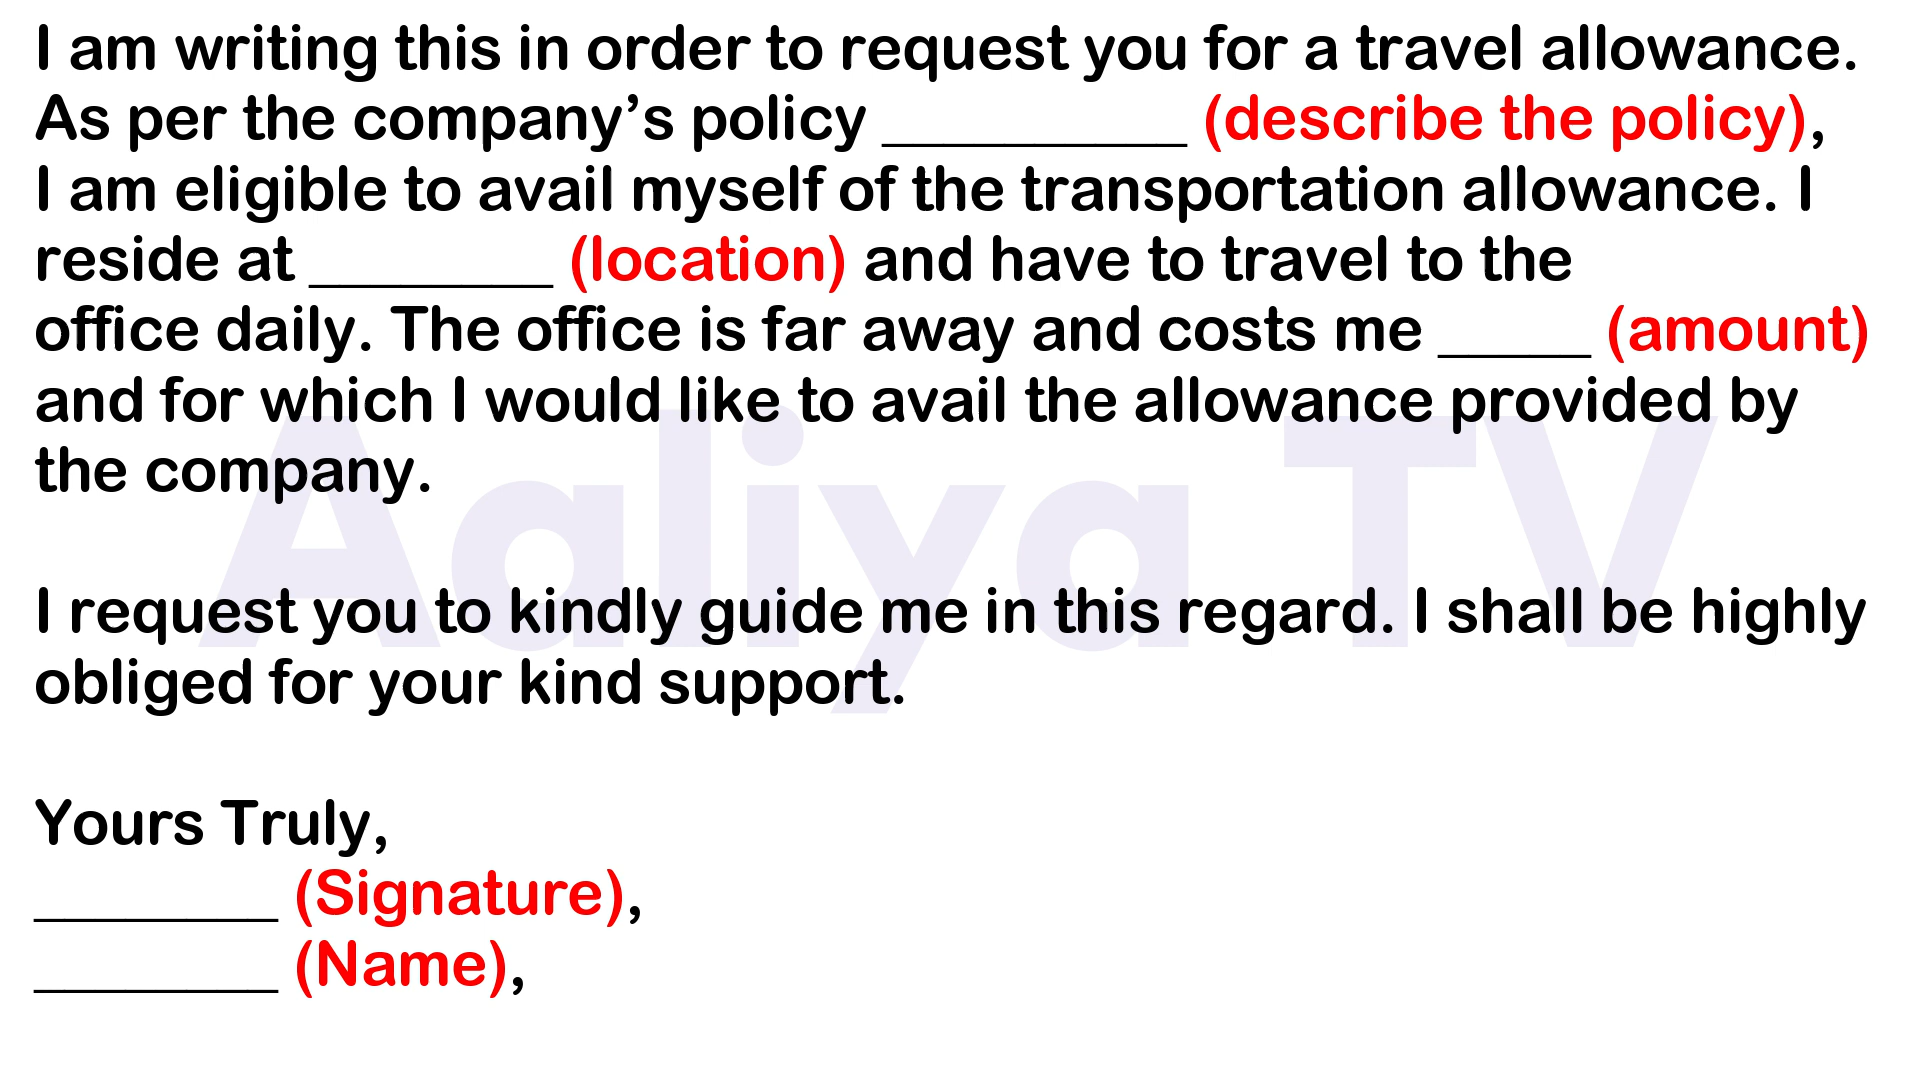 I am writing this in order to request you for a travel allowance.
As per the company’s policy __________ (describe the policy),
I am eligible to avail myself of the transportation allowance. I
reside at ________ (location) and have to travel to the
office daily. The office is far away and costs me _____ (amount)
and for which I would like to avail the allowance provided by
the company.
Aaliya TV
I request you to kindly guide me in this regard. I shall be highly
obliged for your kind support.
Yours Truly,
________ (Signature),
________ (Name),